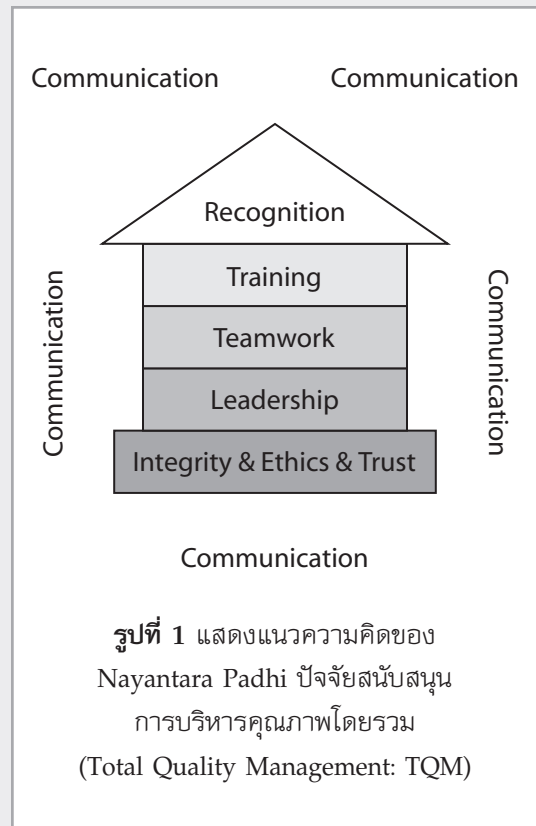 Communication Communication
Recognition
Training
Teamwork
Leadership
Integrity & Ethics & Trust
Communication
Communication
Communication
รูปที่ 1 แสดงแนวความคิดของ
Nayantara Padhi ปัจจัยสนับสนุน
การบริหารคุณภาพโดยรวม
(Total Quality Management: TQM)